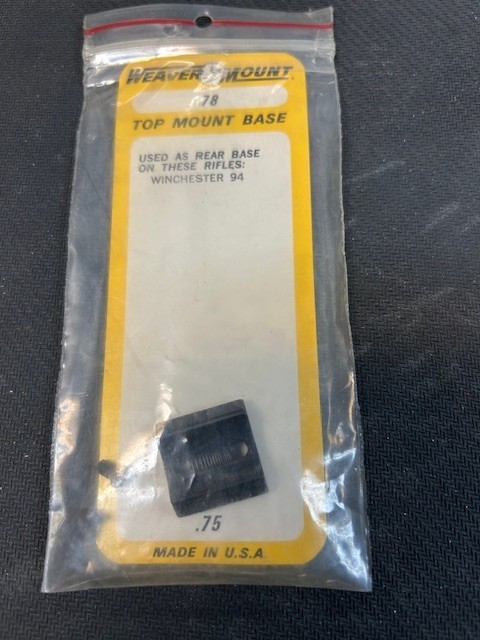 WEAVER MOUNT
78
TOP MOUNT BASE
USED AS REAR BASE
ON THESE RIFLES:
WINCHESTER 94
.75
MADE IN U.S.A